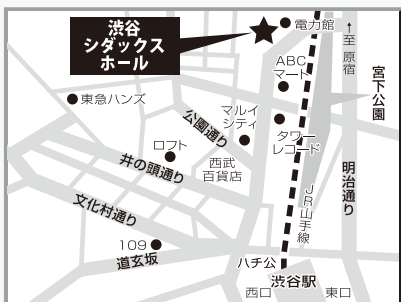 渋谷
シダックス
ホール
電力館
↑至 原宿
ABC
マート
宮下公園
東急ハンズ
マルイ
シティ
公園通り
タワー
レコード
ロフト
西武
百貨店
井の頭通り
明治通り
JR山手線
文化村通り
109
道玄坂
ハチ公
渋谷駅
西口
東口